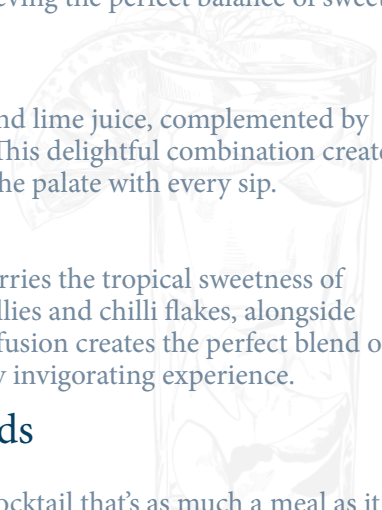 eving the perfect balance of sweet
nd lime juice, complemented by
This delightful combination create
he palate with every sip.
rries the tropical sweetness of
llies and chilli flakes, alongside
fusion creates the perfect blend o
y invigorating experience.
ds
ocktail that's as much a meal as it